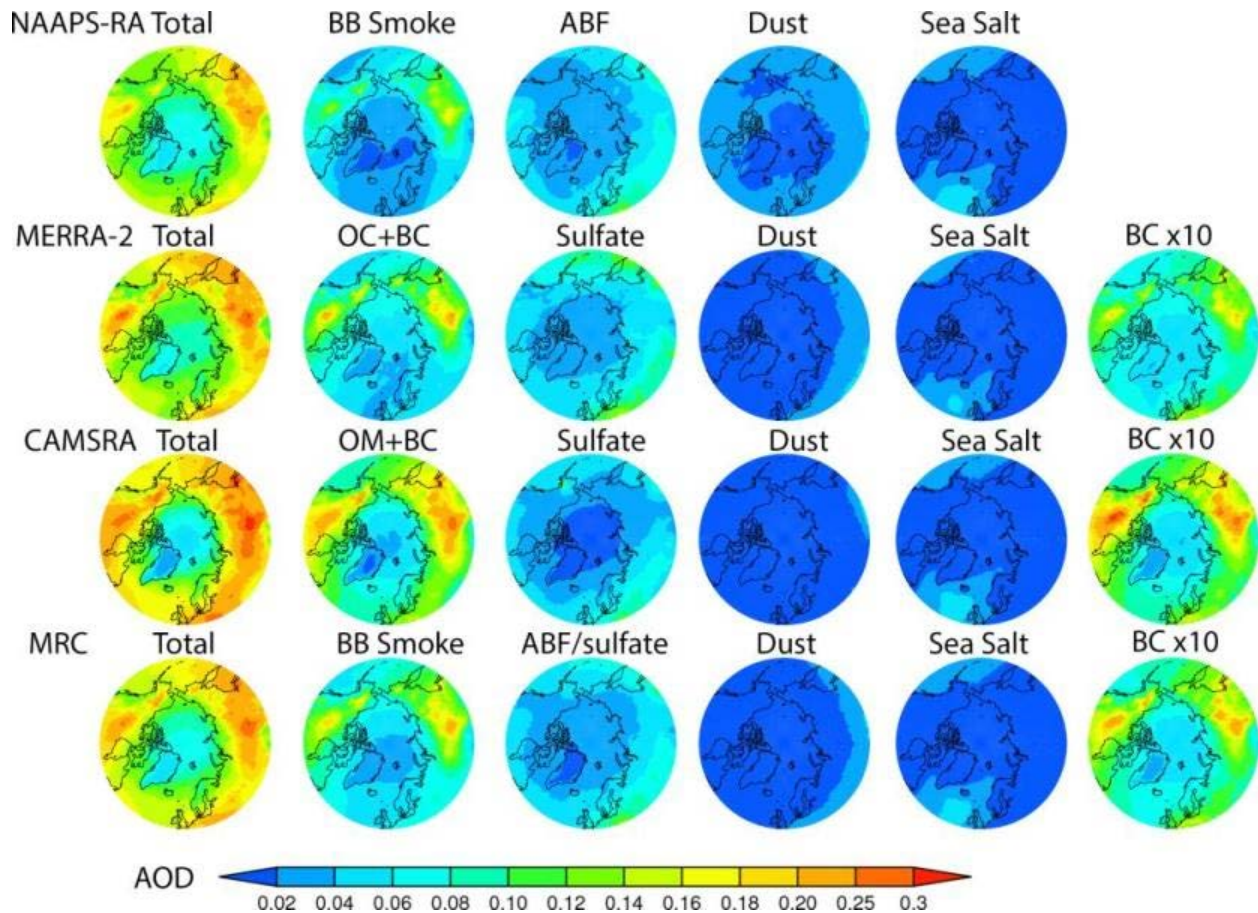 NAAPS-RA Total BB Smoke ABF Dust Sea Salt
MERRA-2 Total OC+BC Sulfate Dust Sea Salt BC x10
CAMSRA Total OM+BC Sulfate Dust Sea Salt BC x10
MRC Total BB Smoke ABF/sulfate Dust Sea Salt BC x10
AOD
0.02 0.04 0.06 0.08 0.10 0.12 0.14 0.16 0.18 0.20 0.25 0.3